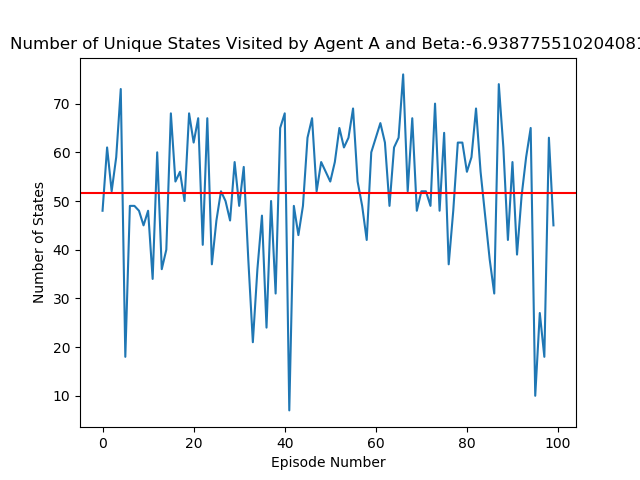 Number of Unique States Visited by Agent A and Beta:-6.938775510204081
70
60
50
40
30
20
10
Number of States
0 20 40 60 80 100
Episode Number